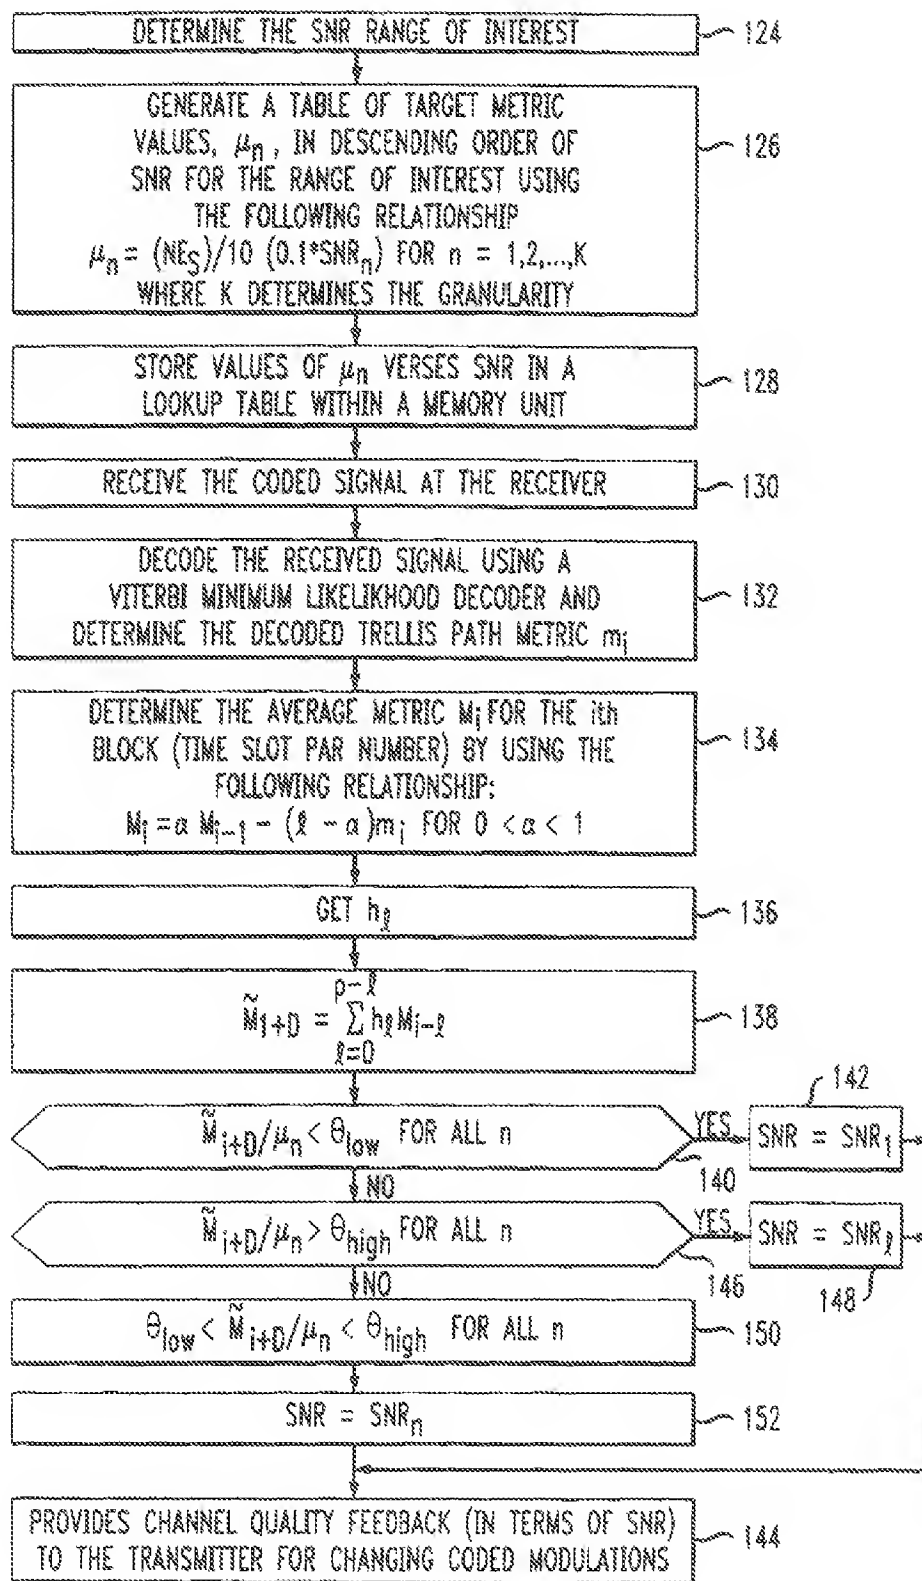 DETERMINE THE SNR RANGE OF INTEREST
124
GENERATE A TABLE OF TARGET METRIC
VALUES, μn, IN DESCENDING ORDER OF
SNR FOR THE RANGE OF INTEREST USING
THE FOLLOWING RELATIONSHIP
μn = (NES)/10 (0.1*SNRn) FOR n = 1,2,...,K
WHERE K DETERMINES THE GRANULARITY
126
STORE VALUES OF μn VERSES SNR IN A
LOOKUP TABLE WITHIN A MEMORY UNIT
128
RECEIVE THE CODED SIGNAL AT THE RECEIVER
130
DECODE THE RECEIVED SIGNAL USING A
VITERBI MINIMUM LIKELIKHOOD DECODER AND
DETERMINE THE DECODED TRELLIS PATH METRIC mi
132
DETERMINE THE AVERAGE METRIC Mi FOR THE ith
BLOCK (TIME SLOT PAR NUMBER) BY USING THE
FOLLOWING RELATIONSHIP:
Mi = α Mi-1 - (ℓ - α)mi FOR 0 < α < 1
134
GET hℓ
136
p-ℓ
M̃1+D = Σ hℓMi-ℓ
ℓ=0
138
M̃i+D/μn < θlow FOR ALL n
140
YES
142
SNR = SNR1
NO
M̃i+D/μn > θhigh FOR ALL n
146
YES
SNR = SNRℓ
148
NO
θlow < M̃i+D/μn < θhigh FOR ALL n
150
SNR = SNRn
152
PROVIDES CHANNEL QUALITY FEEDBACK (IN TERMS OF SNR)
TO THE TRANSMITTER FOR CHANGING CODED MODULATIONS
144